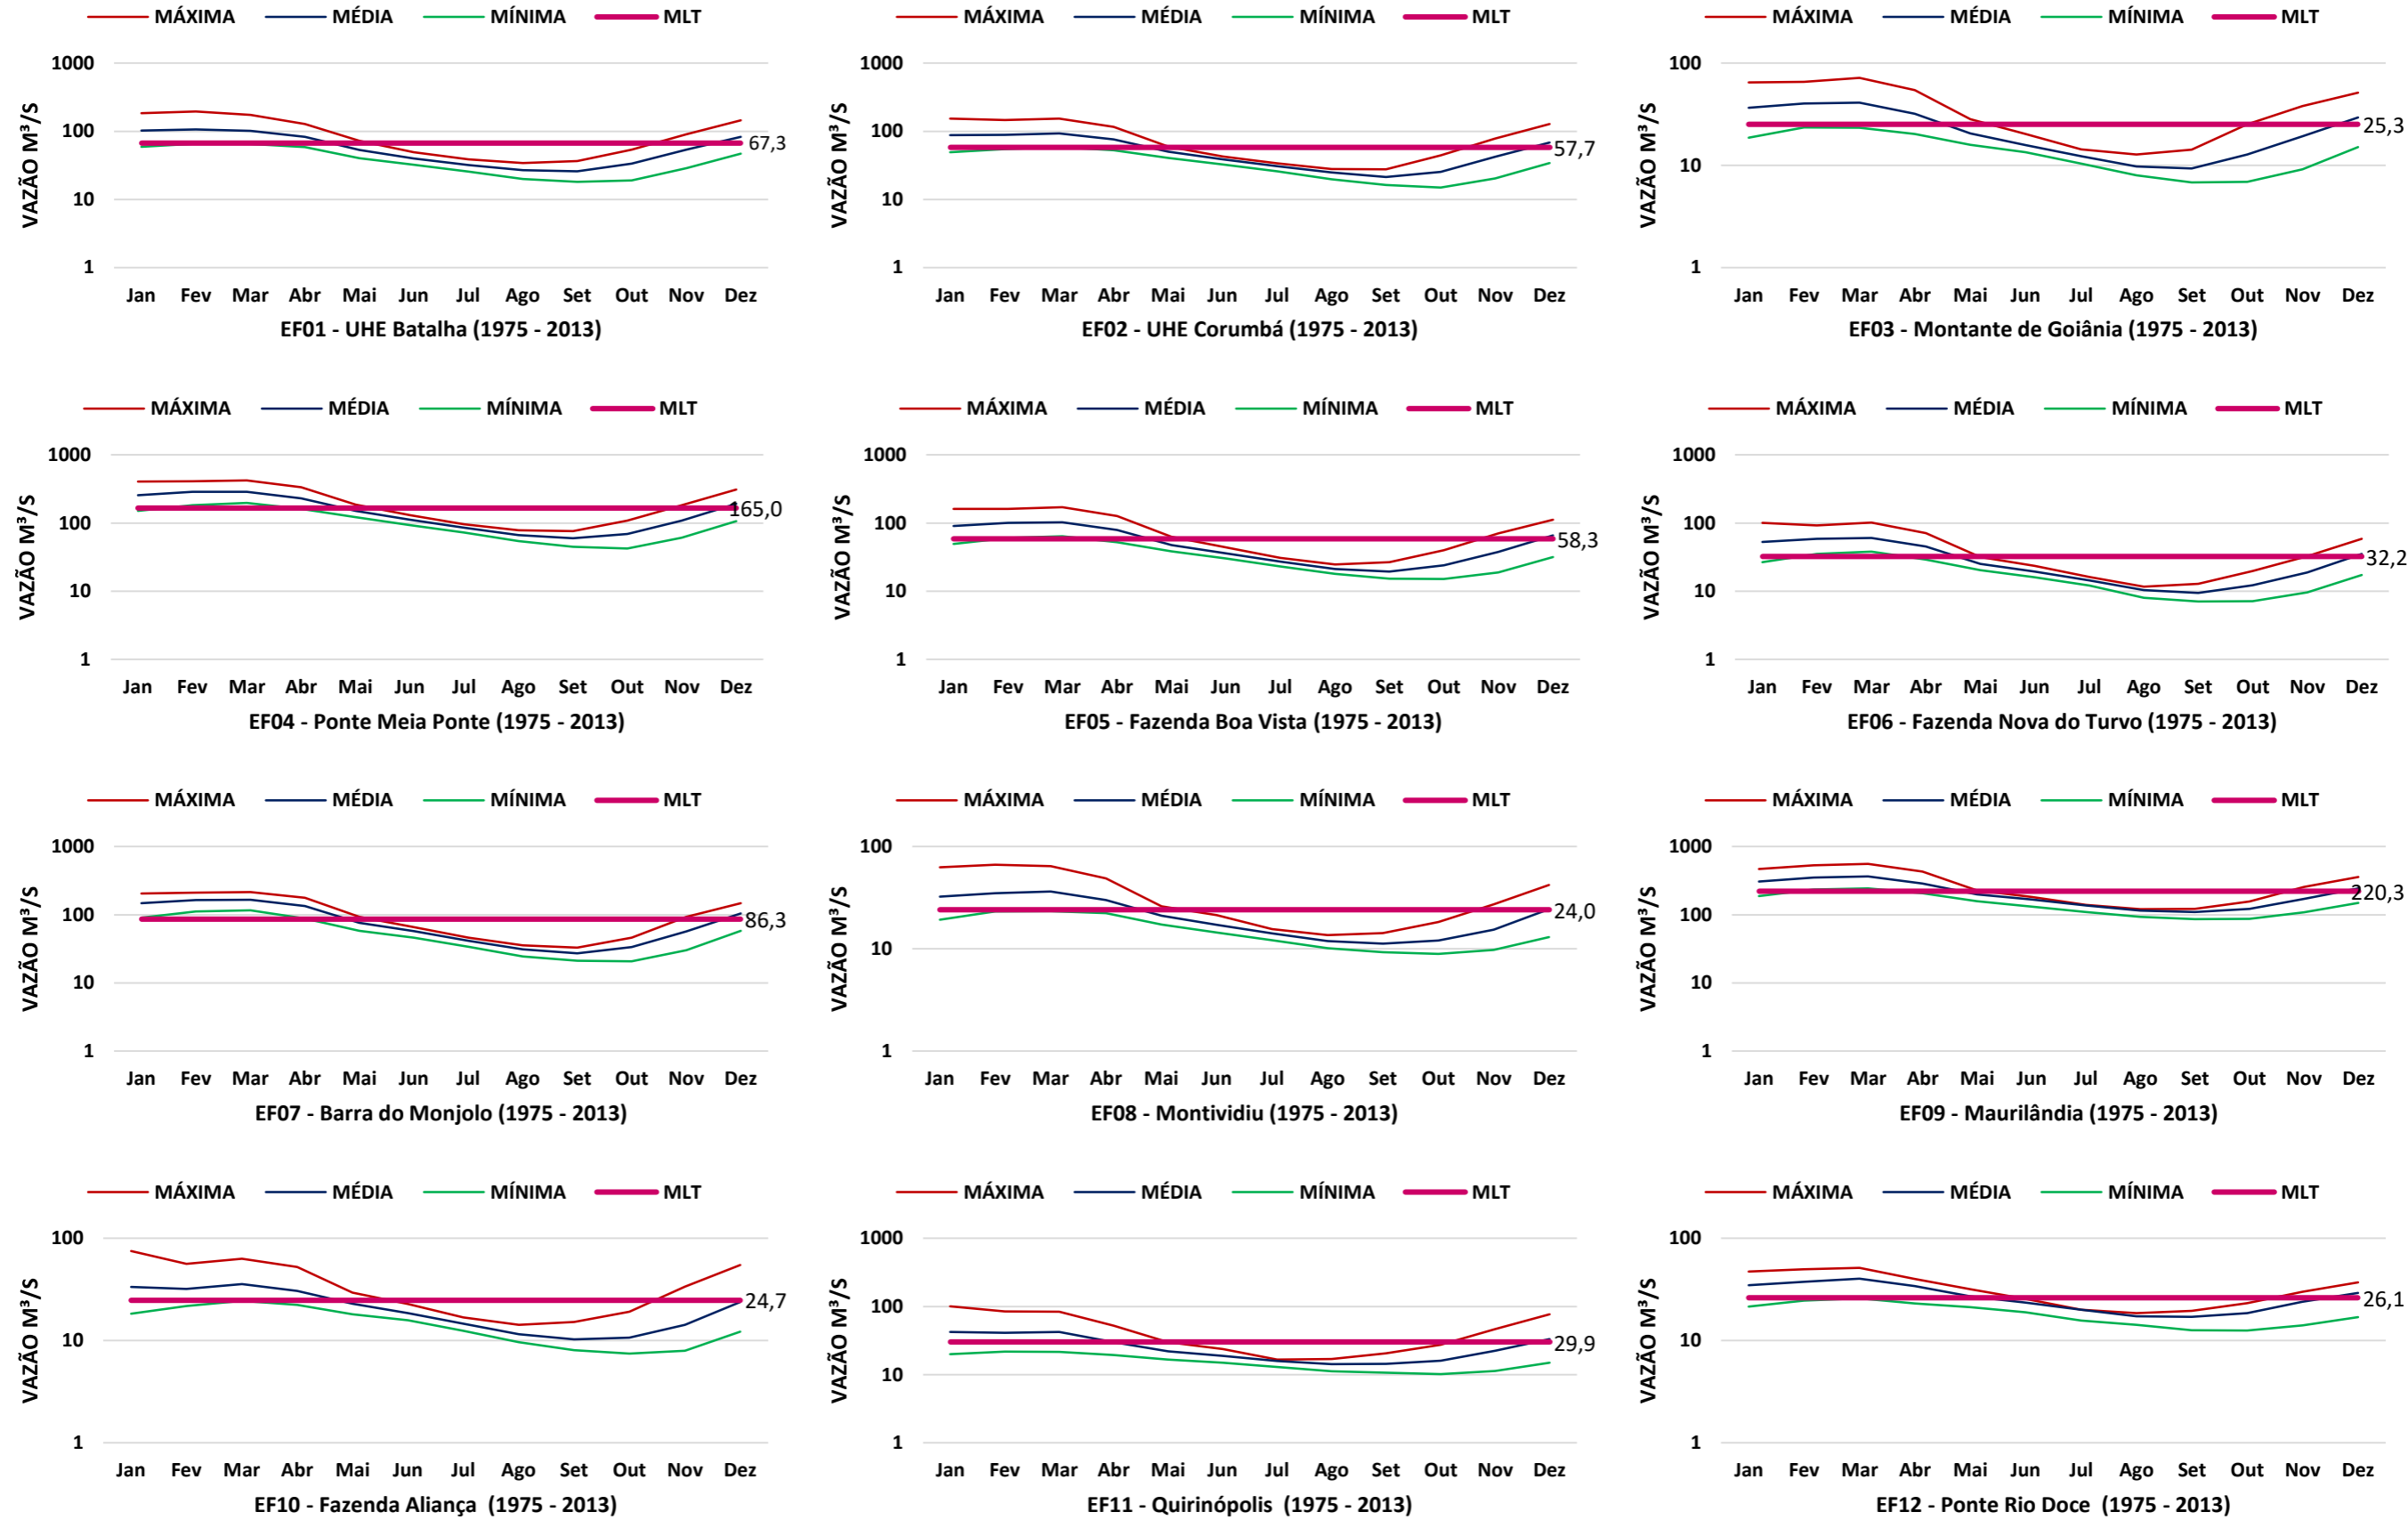 MÁXIMA MÉDIA MÍNIMA MLT
VAZÃO M³/S
1000
100
10
1
67,3
Jan Fev Mar Abr Mai Jun Jul Ago Set Out Nov Dez
EF01 - UHE Batalha (1975 - 2013)
MÁXIMA MÉDIA MÍNIMA MLT
VAZÃO M³/S
1000
100
10
1
57,7
Jan Fev Mar Abr Mai Jun Jul Ago Set Out Nov Dez
EF02 - UHE Corumbá (1975 - 2013)
MÁXIMA MÉDIA MÍNIMA MLT
VAZÃO M³/S
100
10
1
25,3
Jan Fev Mar Abr Mai Jun Jul Ago Set Out Nov Dez
EF03 - Montante de Goiânia (1975 - 2013)
MÁXIMA MÉDIA MÍNIMA MLT
VAZÃO M³/S
1000
100
10
1
165,0
Jan Fev Mar Abr Mai Jun Jul Ago Set Out Nov Dez
EF04 - Ponte Meia Ponte (1975 - 2013)
MÁXIMA MÉDIA MÍNIMA MLT
VAZÃO M³/S
1000
100
10
1
58,3
Jan Fev Mar Abr Mai Jun Jul Ago Set Out Nov Dez
EF05 - Fazenda Boa Vista (1975 - 2013)
MÁXIMA MÉDIA MÍNIMA MLT
VAZÃO M³/S
1000
100
10
1
32,2
Jan Fev Mar Abr Mai Jun Jul Ago Set Out Nov Dez
EF06 - Fazenda Nova do Turvo (1975 - 2013)
MÁXIMA MÉDIA MÍNIMA MLT
VAZÃO M³/S
1000
100
10
1
86,3
Jan Fev Mar Abr Mai Jun Jul Ago Set Out Nov Dez
EF07 - Barra do Monjolo (1975 - 2013)
MÁXIMA MÉDIA MÍNIMA MLT
VAZÃO M³/S
100
10
1
24,0
Jan Fev Mar Abr Mai Jun Jul Ago Set Out Nov Dez
EF08 - Montividiu (1975 - 2013)
MÁXIMA MÉDIA MÍNIMA MLT
VAZÃO M³/S
1000
100
10
1
220,3
Jan Fev Mar Abr Mai Jun Jul Ago Set Out Nov Dez
EF09 - Maurilândia (1975 - 2013)
MÁXIMA MÉDIA MÍNIMA MLT
VAZÃO M³/S
100
10
1
24,7
Jan Fev Mar Abr Mai Jun Jul Ago Set Out Nov Dez
EF10 - Fazenda Aliança (1975 - 2013)
MÁXIMA MÉDIA MÍNIMA MLT
VAZÃO M³/S
1000
100
10
1
29,9
Jan Fev Mar Abr Mai Jun Jul Ago Set Out Nov Dez
EF11 - Quirinópolis (1975 - 2013)
MÁXIMA MÉDIA MÍNIMA MLT
VAZÃO M³/S
100
10
1
26,1
Jan Fev Mar Abr Mai Jun Jul Ago Set Out Nov Dez
EF12 - Ponte Rio Doce (1975 - 2013)